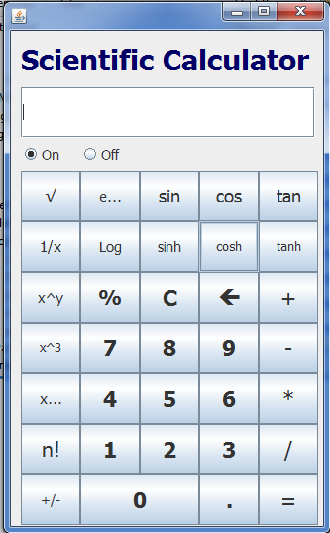 Scientific Calculator
On Off
√ e... sin cos tan
1/x Log sinh cosh tanh
x^y % C 🡰 +
x^3 7 8 9 -
x... 4 5 6 *
n! 1 2 3 /
+/- 0 . =